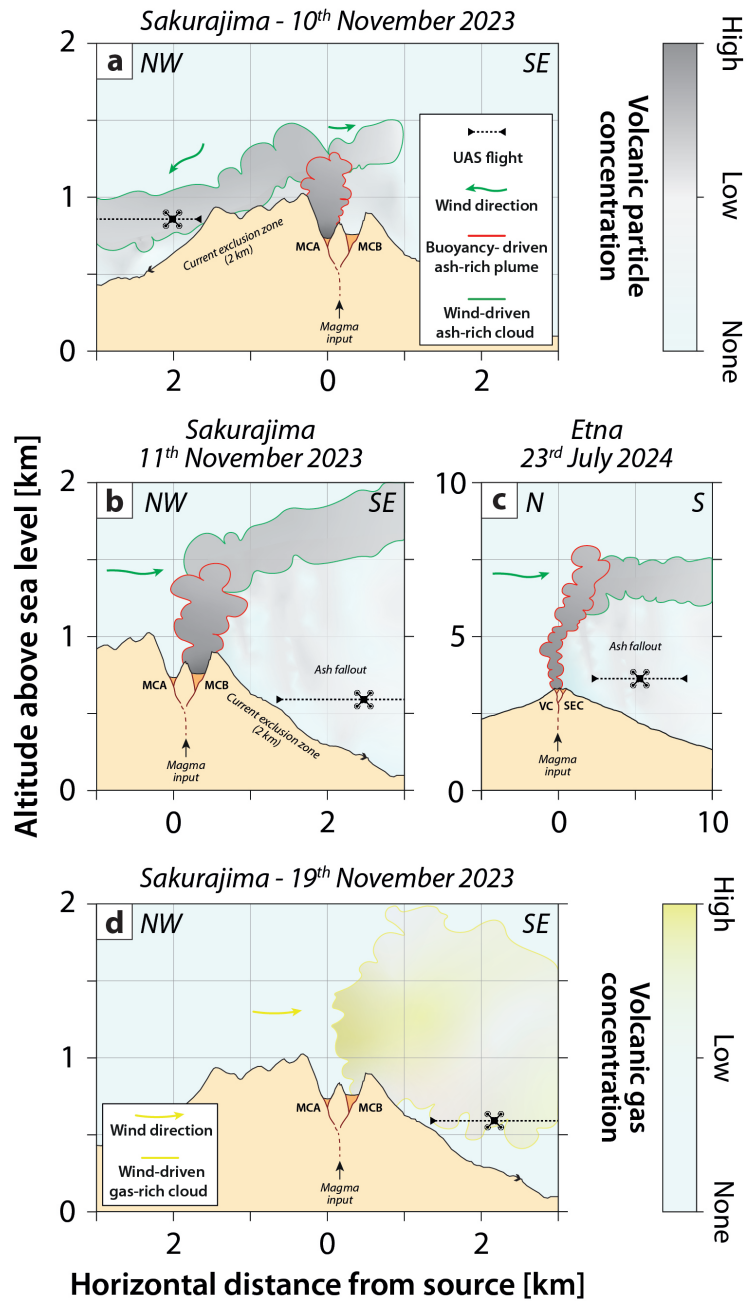 Sakurajima - 10th November 2023
a NW SE
2
1
0
2 0 2
UAS flight
Wind direction
Buoyancy- driven
ash-rich plume
Wind-driven
ash-rich cloud
Current exclusion zone
(2 km)
MCA MCB
Magma
input
High
Low
None
Volcanic particle
concentration
Altitude above sea level [km]
Sakurajima
11th November 2023
b NW SE
2
1
0
0 2
MCA MCB
Ash fallout
Current exclusion zone
(2 km)
Magma
input
Etna
23rd July 2024
c N S
10
5
0
0 10
Ash fallout
VC SEC
Magma
input
Sakurajima - 19th November 2023
d NW SE
2
1
0
2 0 2
MCA MCB
Wind direction
Wind-driven
gas-rich cloud
Magma
input
High
Low
None
Volcanic gas
concentration
Horizontal distance from source [km]